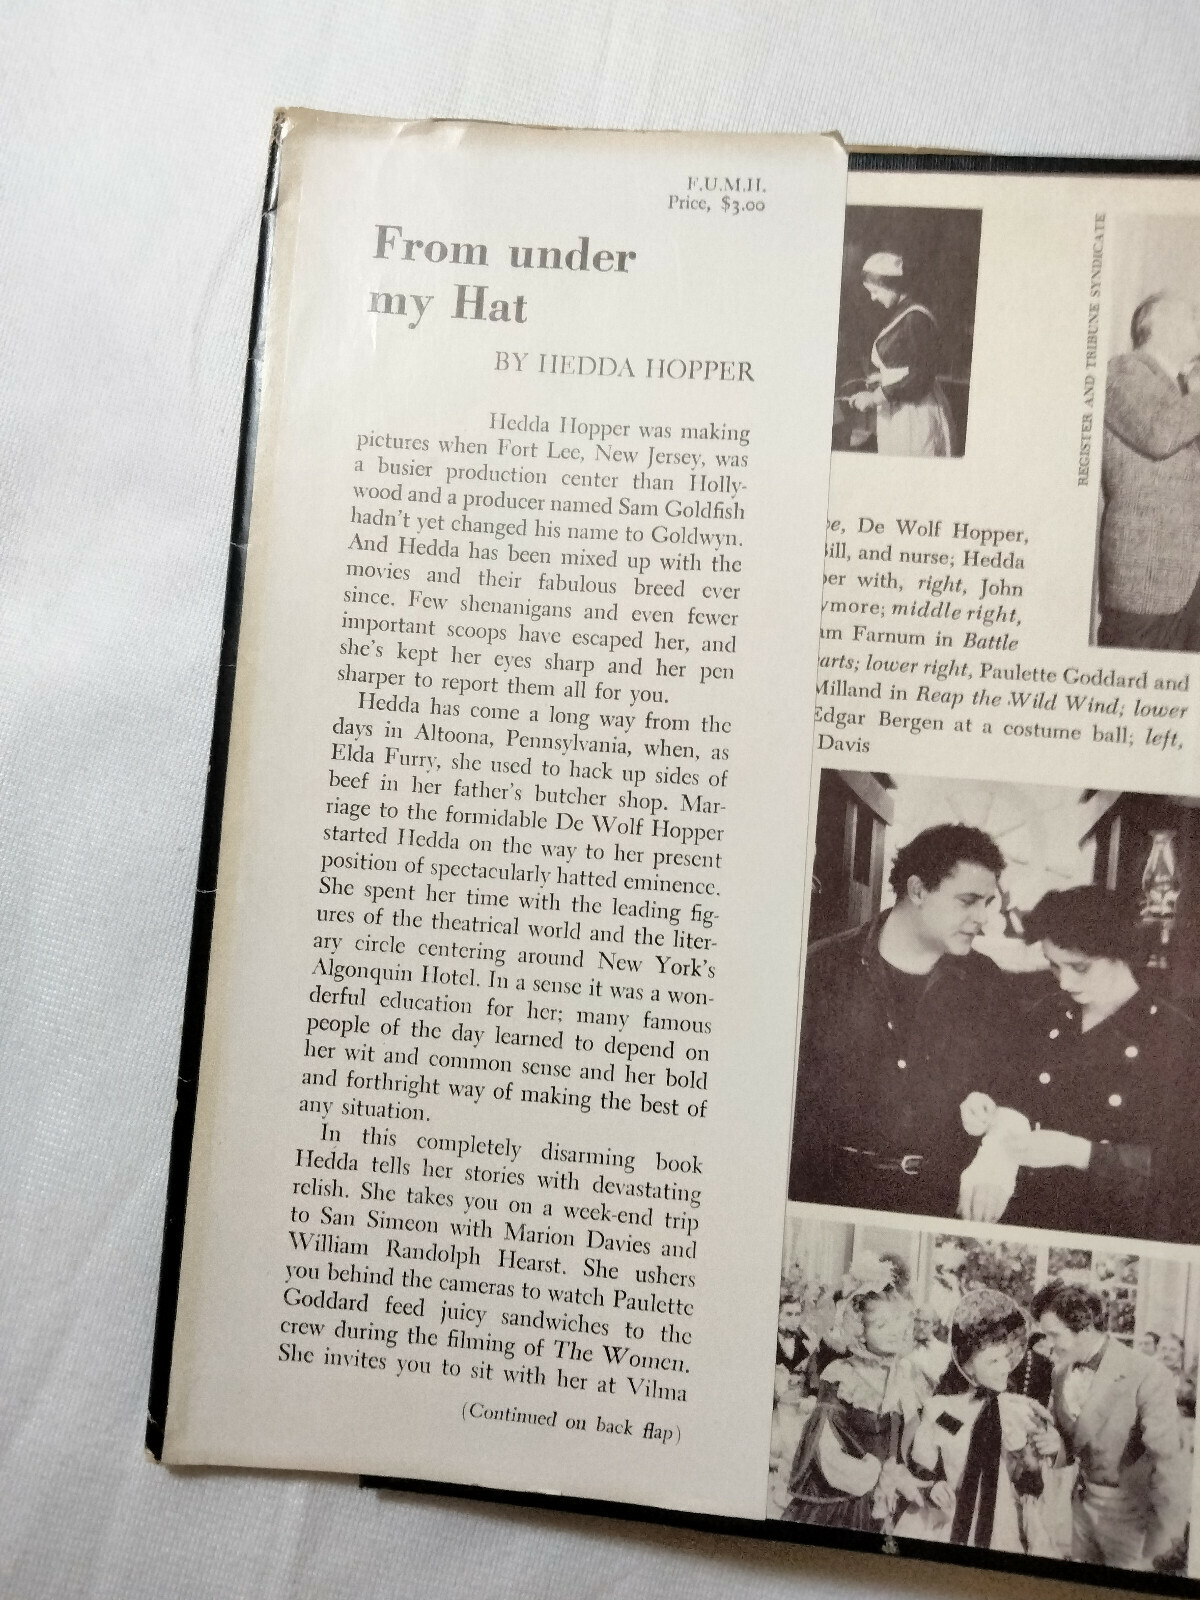 F.U.M.H.
Price, $3.00
From under
my Hat
BY HEDDA HOPPER
Hedda Hopper was making
pictures when Fort Lee, New Jersey, was
a busier production center than Holly-
wood and a producer named Sam Goldfish
hadn't yet changed his name to Goldwyn.
And Hedda has been mixed up with the
movies and their fabulous breed ever
since. Few shenanigans and even fewer
important scoops have escaped her, and
she's kept her eyes sharp and her pen
sharper to report them all for you.
Hedda has come a long way from the
days in Altoona, Pennsylvania, when, as
Elda Furry, she used to hack up sides of
beef in her father's butcher shop. Mar-
riage to the formidable De Wolf Hopper
started Hedda on the way to her present
position of spectacularly hatted eminence.
She spent her time with the leading fig-
ures of the theatrical world and the liter-
ary circle centering around New York's
Algonquin Hotel. In a sense it was a won-
derful education for her; many famous
people of the day learned to depend on
her wit and common sense and her bold
and forthright way of making the best of
any situation.
In this completely disarming book
Hedda tells her stories with devastating
relish. She takes you on a week-end trip
to San Simeon with Marion Davies and
William Randolph Hearst. She ushers
you behind the cameras to watch Paulette
Goddard feed juicy sandwiches to the
crew during the filming of The Women.
She invites you to sit with her at Vilma
(Continued on back flap)
REGISTER AND TRIBUNE SYNDICATE
De Wolf Hopper,
and nurse; Hedda
with, right, John
middle right,
Farnum in Battle
lower right, Paulette Goddard and
Milland in Reap the Wild Wind; lower
Edgar Bergen at a costume ball; left,
Davis